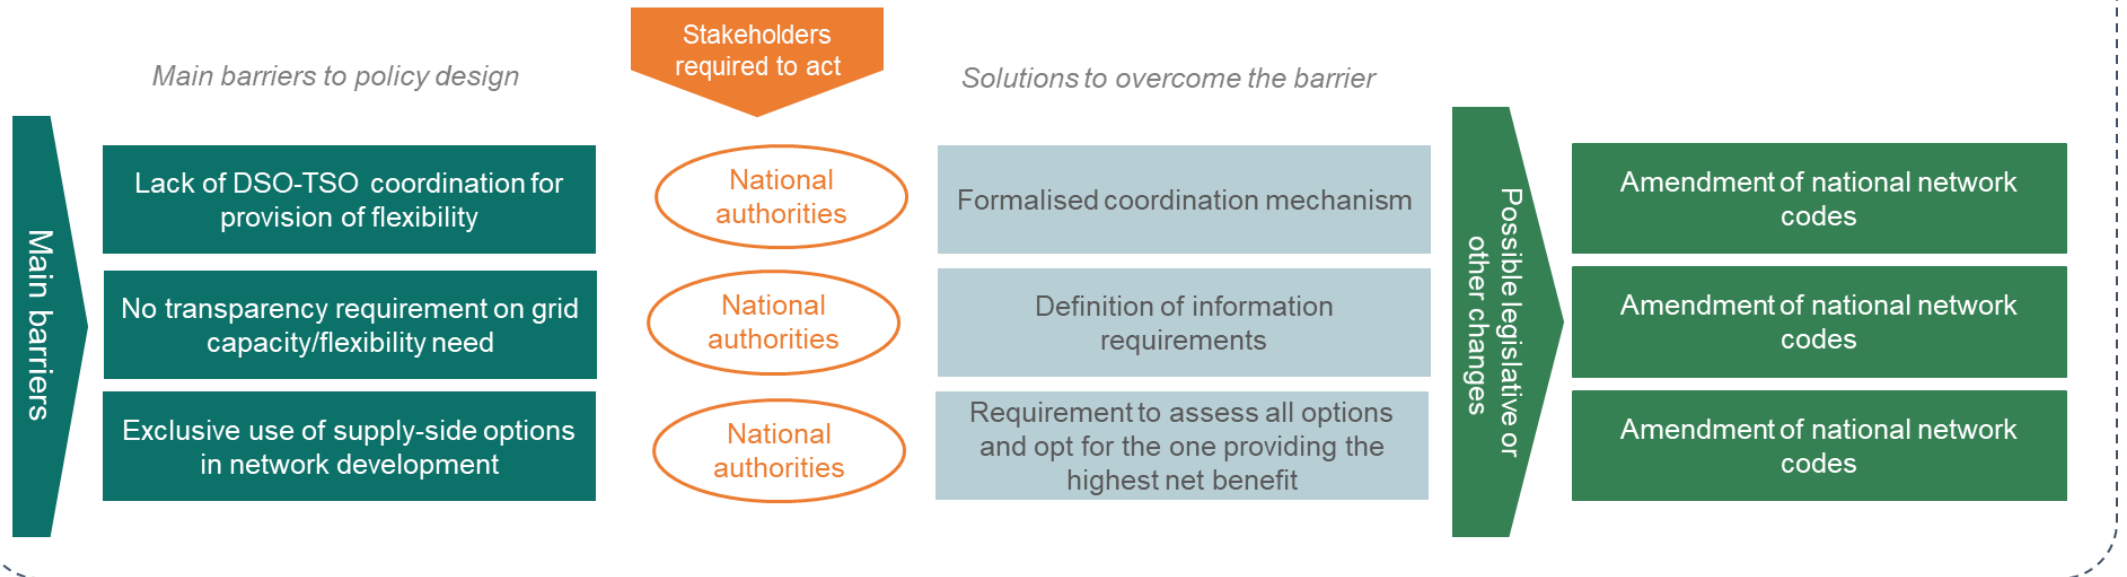 Main barriers to policy design
Stakeholders
required to act
Solutions to overcome the barrier
Main barriers
Lack of DSO-TSO coordination for
provision of flexibility
National
authorities
Formalised coordination mechanism
Possible legislative or
other changes
Amendment of national network
codes
No transparency requirement on grid
capacity/flexibility need
National
authorities
Definition of information
requirements
Amendment of national network
codes
Exclusive use of supply-side options
in network development
National
authorities
Requirement to assess all options
and opt for the one providing the
highest net benefit
Amendment of national network
codes